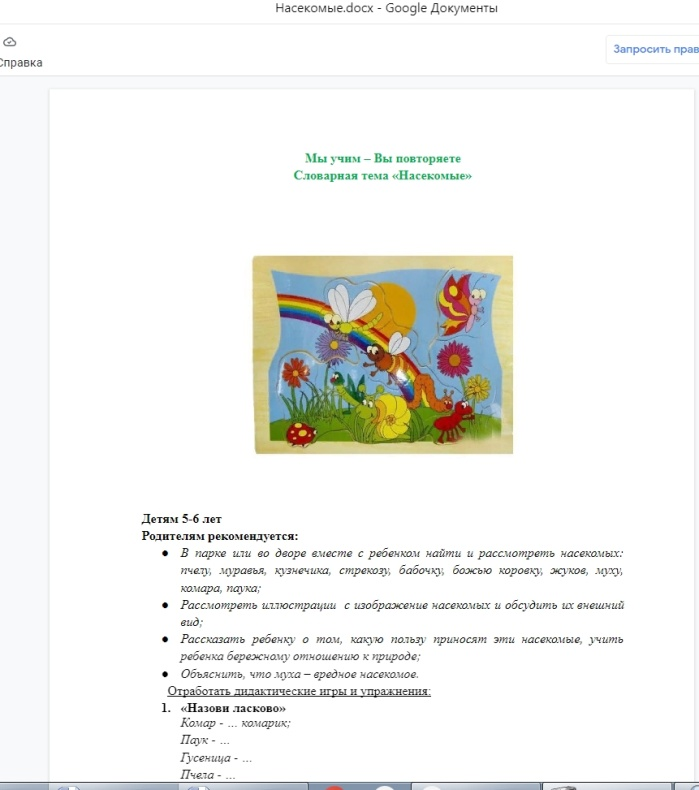 Насекомые.docx - Google Документы
Справка
Запросить прав
Мы учим – Вы повторяете
Словарная тема «Насекомые»
Детям 5-6 лет
Родителям рекомендуется:
● В парке или во дворе вместе с ребенком найти и рассмотреть насекомых:
пчелу, муравья, кузнечика, стрекозу, бабочку, божью коровку, жуков, муху,
комара, паука;
● Рассмотреть иллюстрации с изображение насекомых и обсудить их внешний
вид;
● Рассказать ребенку о том, какую пользу приносят эти насекомые, учить
ребенка бережному отношению к природе;
● Объяснить, что муха – вредное насекомое.
Отработать дидактические игры и упражнения:
1. «Назови ласково»
Комар - … комарик;
Паук - …
Гусеница - …
Пчела - …